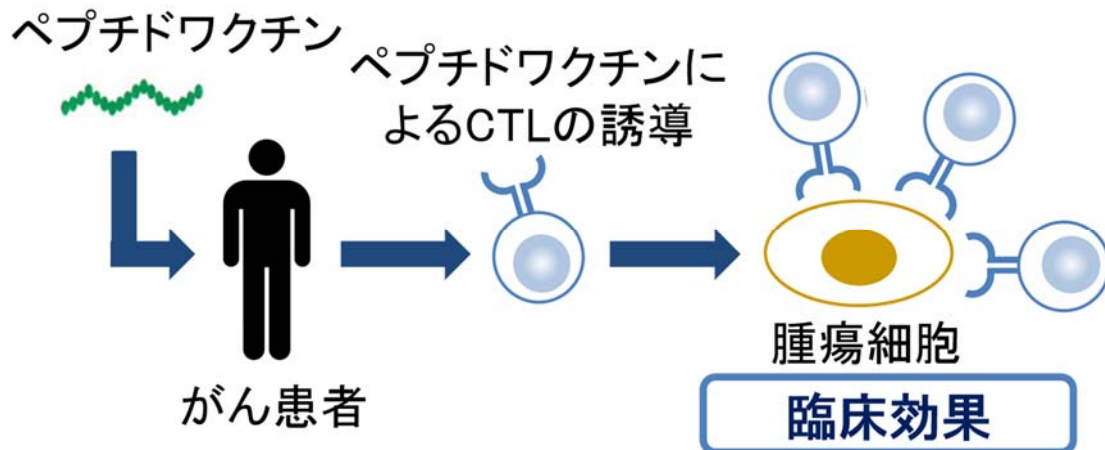 ペプチドワクチン
ペプチドワクチンに
よるCTLの誘導
がん患者
腫瘍細胞
臨床効果